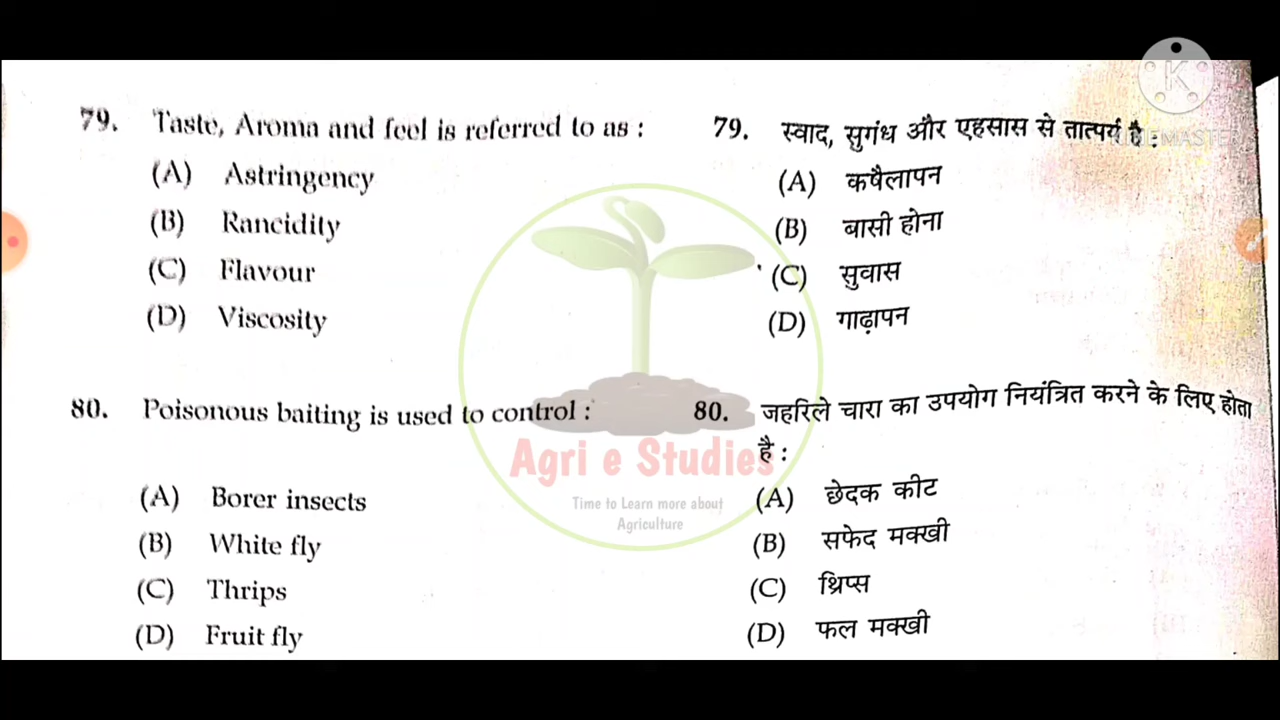 79. Taste, Aroma and feel is referred to as :
(A) Astringency
(B) Rancidity
(C) Flavour
(D) Viscosity
80. Poisonous baiting is used to control :
(A) Borer insects
(B) White fly
(C) Thrips
(D) Fruit fly
79. स्वाद, सुगंध और एहसास से तात्पर्य है :
(A) कषैलापन
(B) बासी होना
(C) सुवास
(D) गाढ़ापन
80. जहरिले चारा का उपयोग नियंत्रित करने के लिए होता
है :
(A) छेदक कीट
(B) सफेद मक्खी
(C) थ्रिप्स
(D) फल मक्खी
Agri e Studies
Time to Learn more about
Agriculture
K